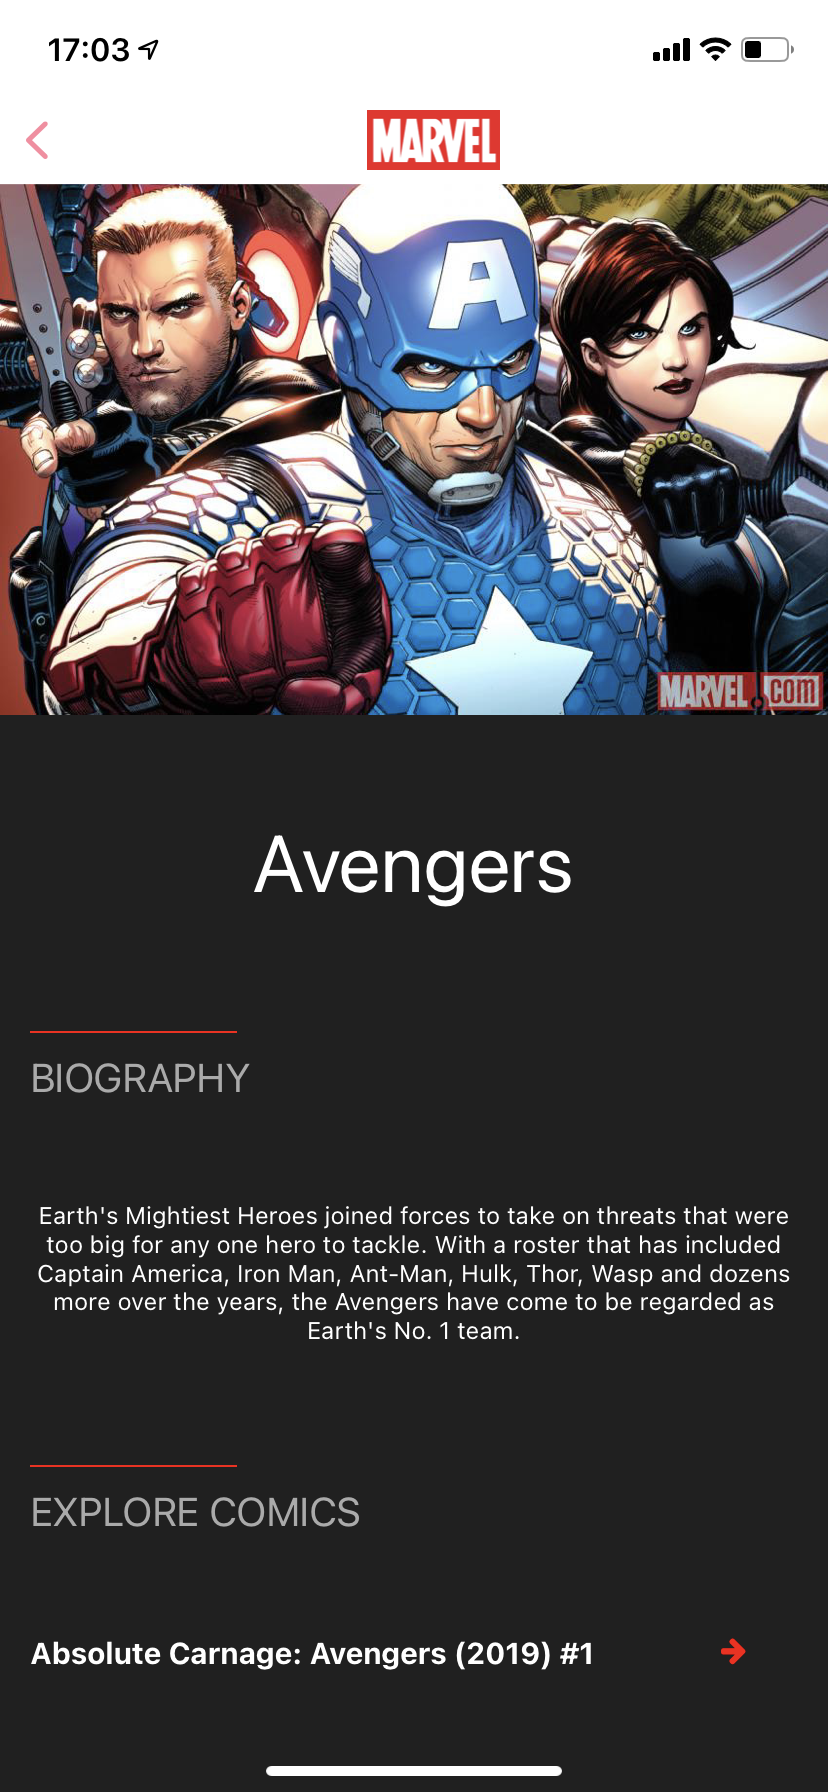 17:03
MARVEL
A
MARVEL.COM
Avengers
BIOGRAPHY
Earth's Mightiest Heroes joined forces to take on threats that were
too big for any one hero to tackle. With a roster that has included
Captain America, Iron Man, Ant-Man, Hulk, Thor, Wasp and dozens
more over the years, the Avengers have come to be regarded as
Earth's No. 1 team.
EXPLORE COMICS
Absolute Carnage: Avengers (2019) #1